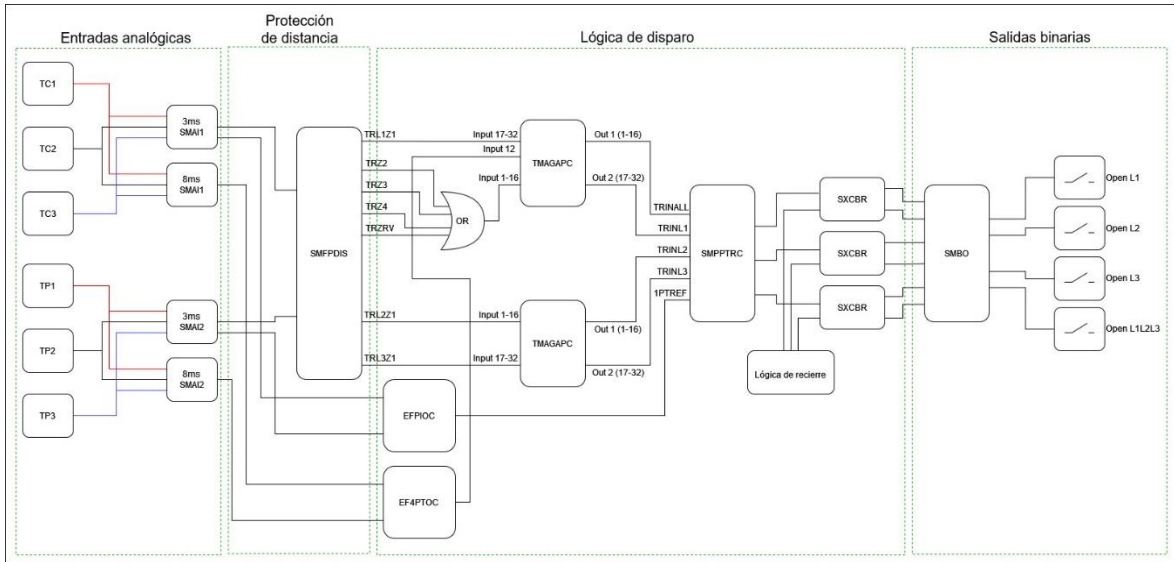 Entradas analógicas
Protección
de distancia
Lógica de disparo
Salidas binarias
TC1
TC2
TC3
3ms
SMAI1
8ms
SMAI1
TP1
TP2
TP3
3ms
SMAI2
8ms
SMAI2
SMFPDIS
TRL1Z1
TRZ2
TRZ3
TRZ4
TRZRV
TRL2Z1
TRL3Z1
OR
Input 17-32
Input 12
Input 1-16
TMAGAPC
Out 1 (1-16)
Out 2 (17-32)
Input 1-16
Input 17-32
TMAGAPC
Out 1 (1-16)
Out 2 (17-32)
EFPIOC
EF4PTOC
TRINALL
TRINL1
TRINL2
TRINL3
1PTREF
SMPPTRC
SXCBR
SXCBR
SXCBR
Lógica de recierre
SMBO
Open L1
Open L2
Open L3
Open L1L2L3